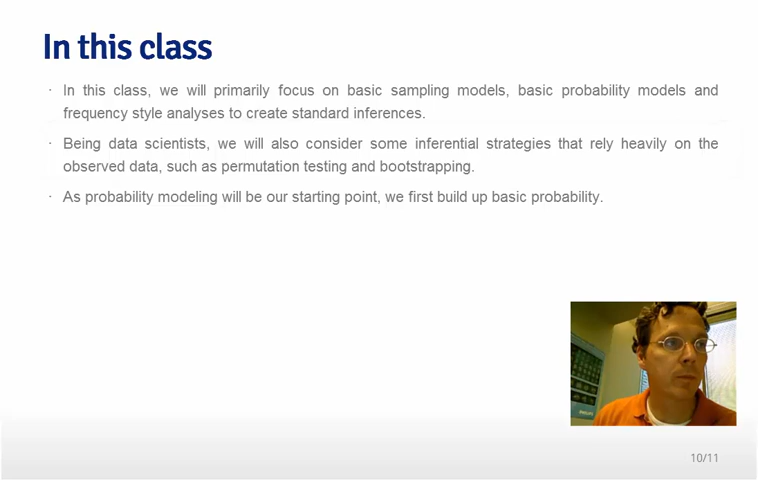 In this class
· In this class, we will primarily focus on basic sampling models, basic probability models and
frequency style analyses to create standard inferences.
· Being data scientists, we will also consider some inferential strategies that rely heavily on the
observed data, such as permutation testing and bootstrapping.
· As probability modeling will be our starting point, we first build up basic probability.
10/11